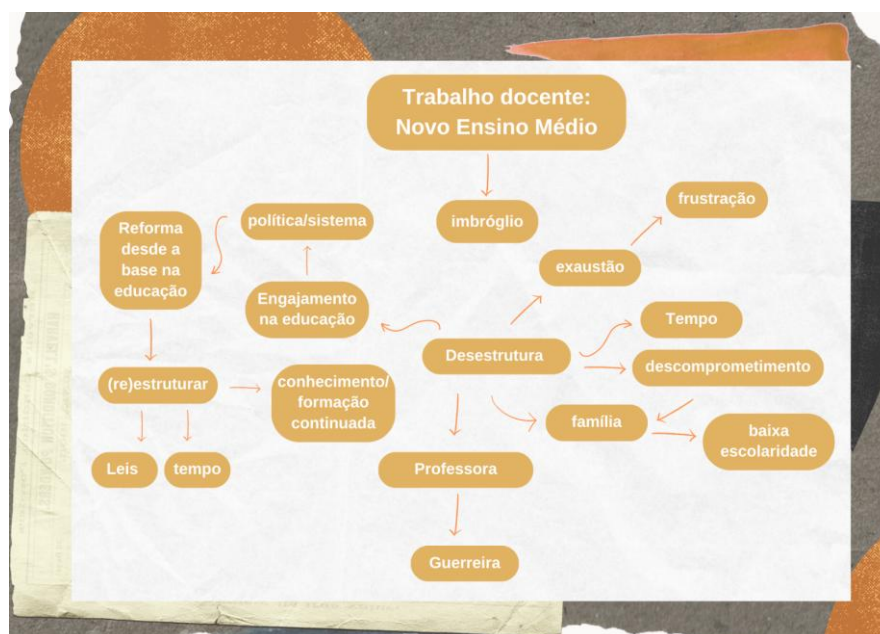 Trabalho docente:
Novo Ensino Médio
imbróglio
frustração
exaustão
política/sistema
Reforma
desde a
base na
educação
Engajamento
na educação
Tempo
Desestrutura
descomprometimento
(re)estruturar
conhecimento/
formação
continuada
família
baixa
escolaridade
Leis
tempo
Professora
Guerreira